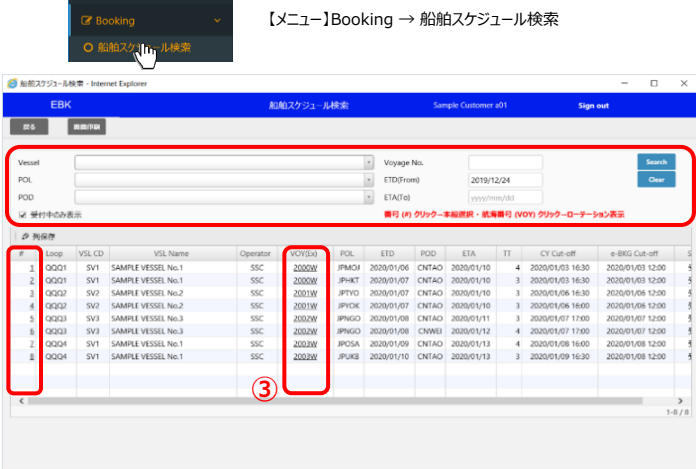 Booking
【メニュー】Booking → 船舶スケジュール検索
船舶スケジュール検索
船舶スケジュール検索 - Internet Explorer
EBK 船舶スケジュール検索 Sample Customer a01 Sign out
戻る 画面印刷
Vessel Voyage No. Search
POL ETD(From) 2019/12/24 Clear
POD ETA(To) yyyy/mm/dd
受付中のみ表示 番号 (#) クリック→本船選択・航海番号 (VOY) クリック→ローテーション表示
列保存
# Loop VSL CD VSL Name Operator VOY(Ex) POL ETD POD ETA TT CY Cut-off e-BKG Cut-off S
1 QQQ1 SV1 SAMPLE VESSEL No.1 SSC 2000W JPMOJ 2020/01/06 CNTAO 2020/01/10 4 2020/01/03 16:30 2020/01/03 12:00
2 QQQ1 SV1 SAMPLE VESSEL No.1 SSC 2000W JPHKT 2020/01/07 CNTAO 2020/01/10 3 2020/01/03 16:30 2020/01/03 12:00
3 QQQ2 SV2 SAMPLE VESSEL No.2 SSC 2001W JPTYO 2020/01/07 CNTAO 2020/01/10 3 2020/01/06 16:30 2020/01/06 12:00
4 QQQ2 SV2 SAMPLE VESSEL No.2 SSC 2001W JPYOK 2020/01/07 CNTAO 2020/01/10 3 2020/01/06 16:00 2020/01/06 12:00
5 QQQ3 SV3 SAMPLE VESSEL No.3 SSC 2002W JPNGO 2020/01/08 CNTAO 2020/01/11 3 2020/01/07 17:00 2020/01/07 12:00
6 QQQ3 SV3 SAMPLE VESSEL No.3 SSC 2002W JPNGO 2020/01/08 CNWEI 2020/01/12 4 2020/01/07 17:00 2020/01/07 12:00
7 QQQ4 SV1 SAMPLE VESSEL No.1 SSC 2003W JPOSA 2020/01/09 CNTAO 2020/01/13 4 2020/01/08 16:00 2020/01/08 12:00
8 QQQ4 SV1 SAMPLE VESSEL No.1 SSC 2003W JPUKB 2020/01/10 CNTAO 2020/01/13 3 2020/01/09 16:30 2020/01/08 12:00
③
1-8 / 8